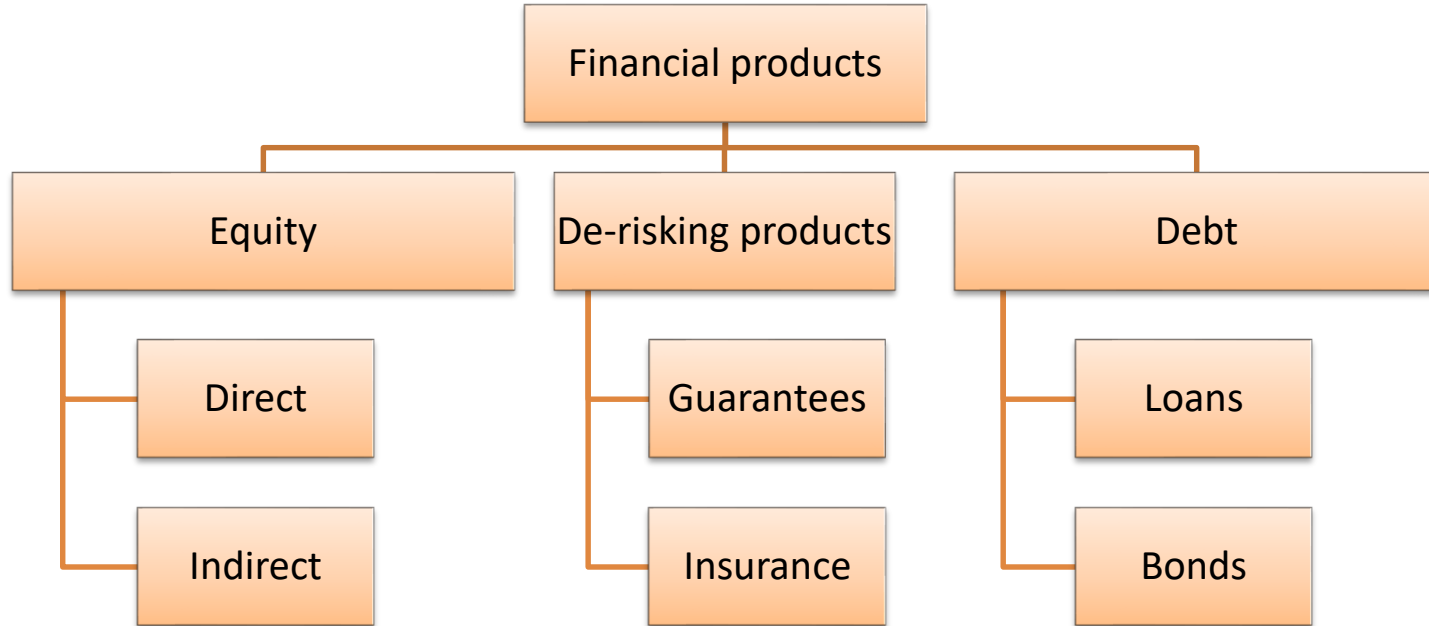 Financial products
Equity
De-risking products
Debt
Direct
Guarantees
Loans
Indirect
Insurance
Bonds